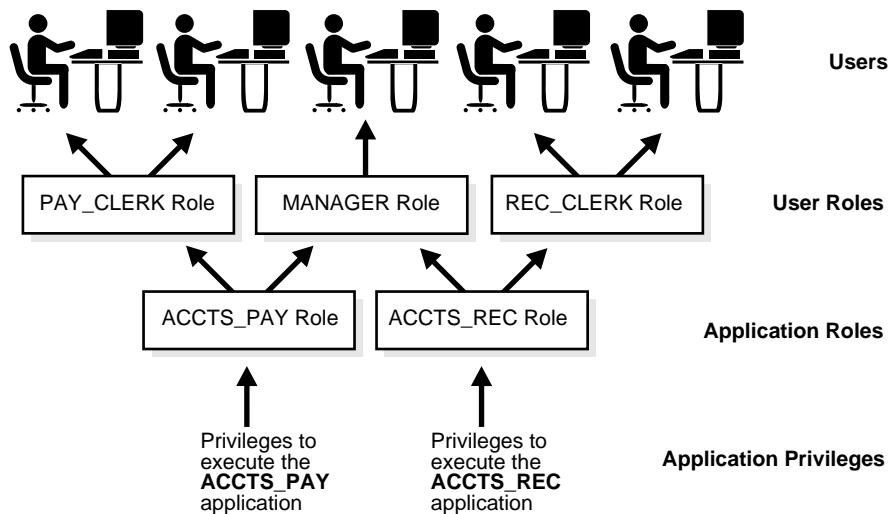 Users
PAY_CLERK Role
MANAGER Role
REC_CLERK Role
User Roles
ACCTS_PAY Role
ACCTS_REC Role
Application Roles
Privileges to
execute the
ACCTS_PAY
application
Privileges to
execute the
ACCTS_REC
application
Application Privileges